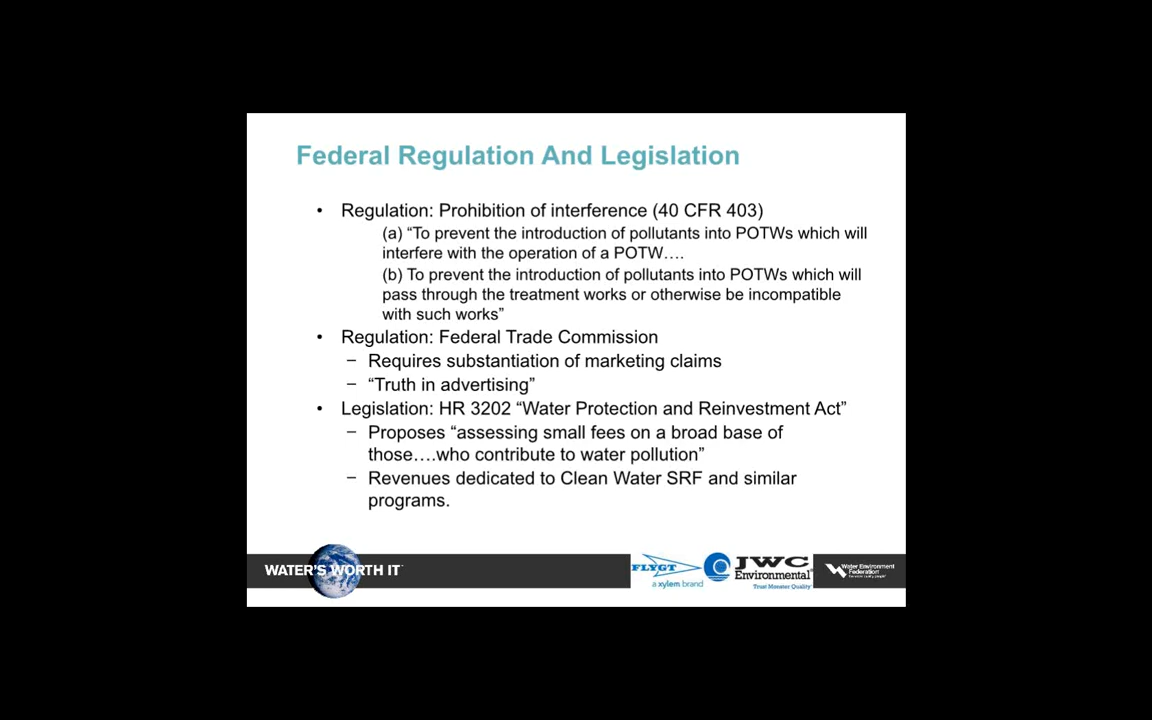 Federal Regulation And Legislation
• Regulation: Prohibition of interference (40 CFR 403)
(a) “To prevent the introduction of pollutants into POTWs which will
interfere with the operation of a POTW….
(b) To prevent the introduction of pollutants into POTWs which will
pass through the treatment works or otherwise be incompatible
with such works”
• Regulation: Federal Trade Commission
– Requires substantiation of marketing claims
– “Truth in advertising”
• Legislation: HR 3202 “Water Protection and Reinvestment Act”
– Proposes “assessing small fees on a broad base of
those….who contribute to water pollution”
– Revenues dedicated to Clean Water SRF and similar
programs.
WATER'S WORTH IT
FLYGT
a xylem brand
JWC
Environmental
Trust Monster Quality
Water Environment
Federation